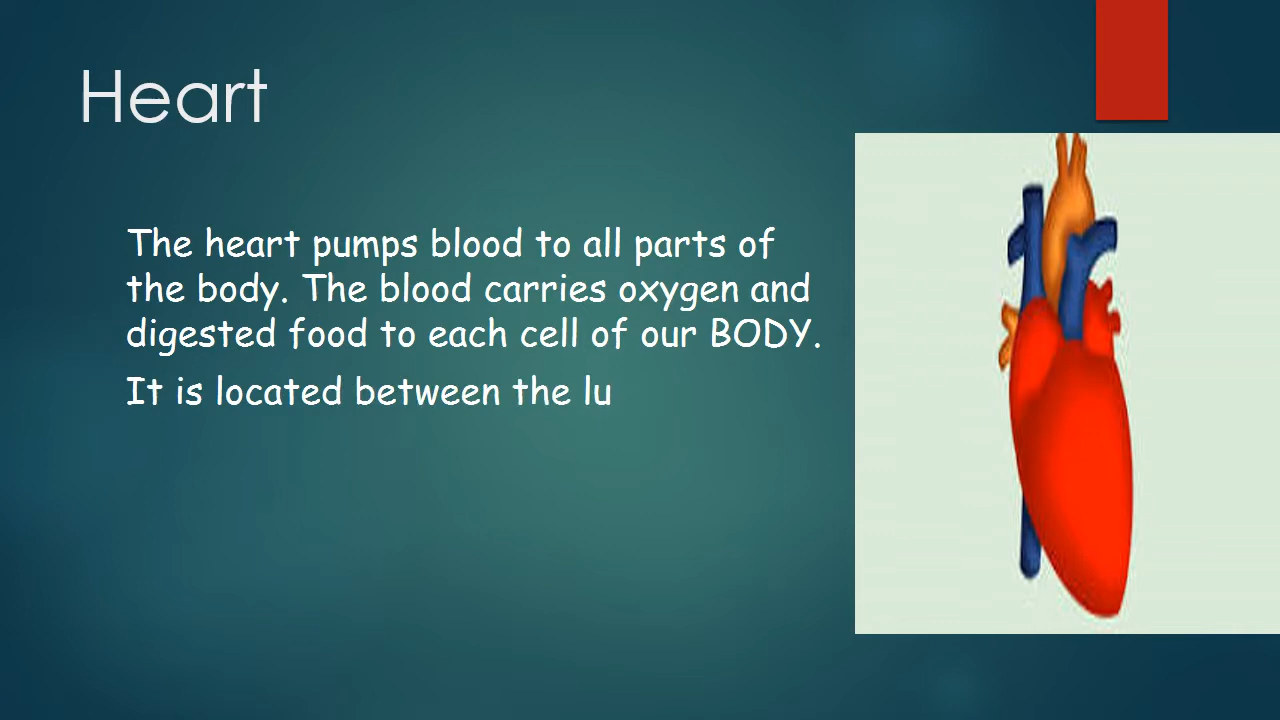 Heart
The heart pumps blood to all parts of
the body. The blood carries oxygen and
digested food to each cell of our BODY.
It is located between the lu